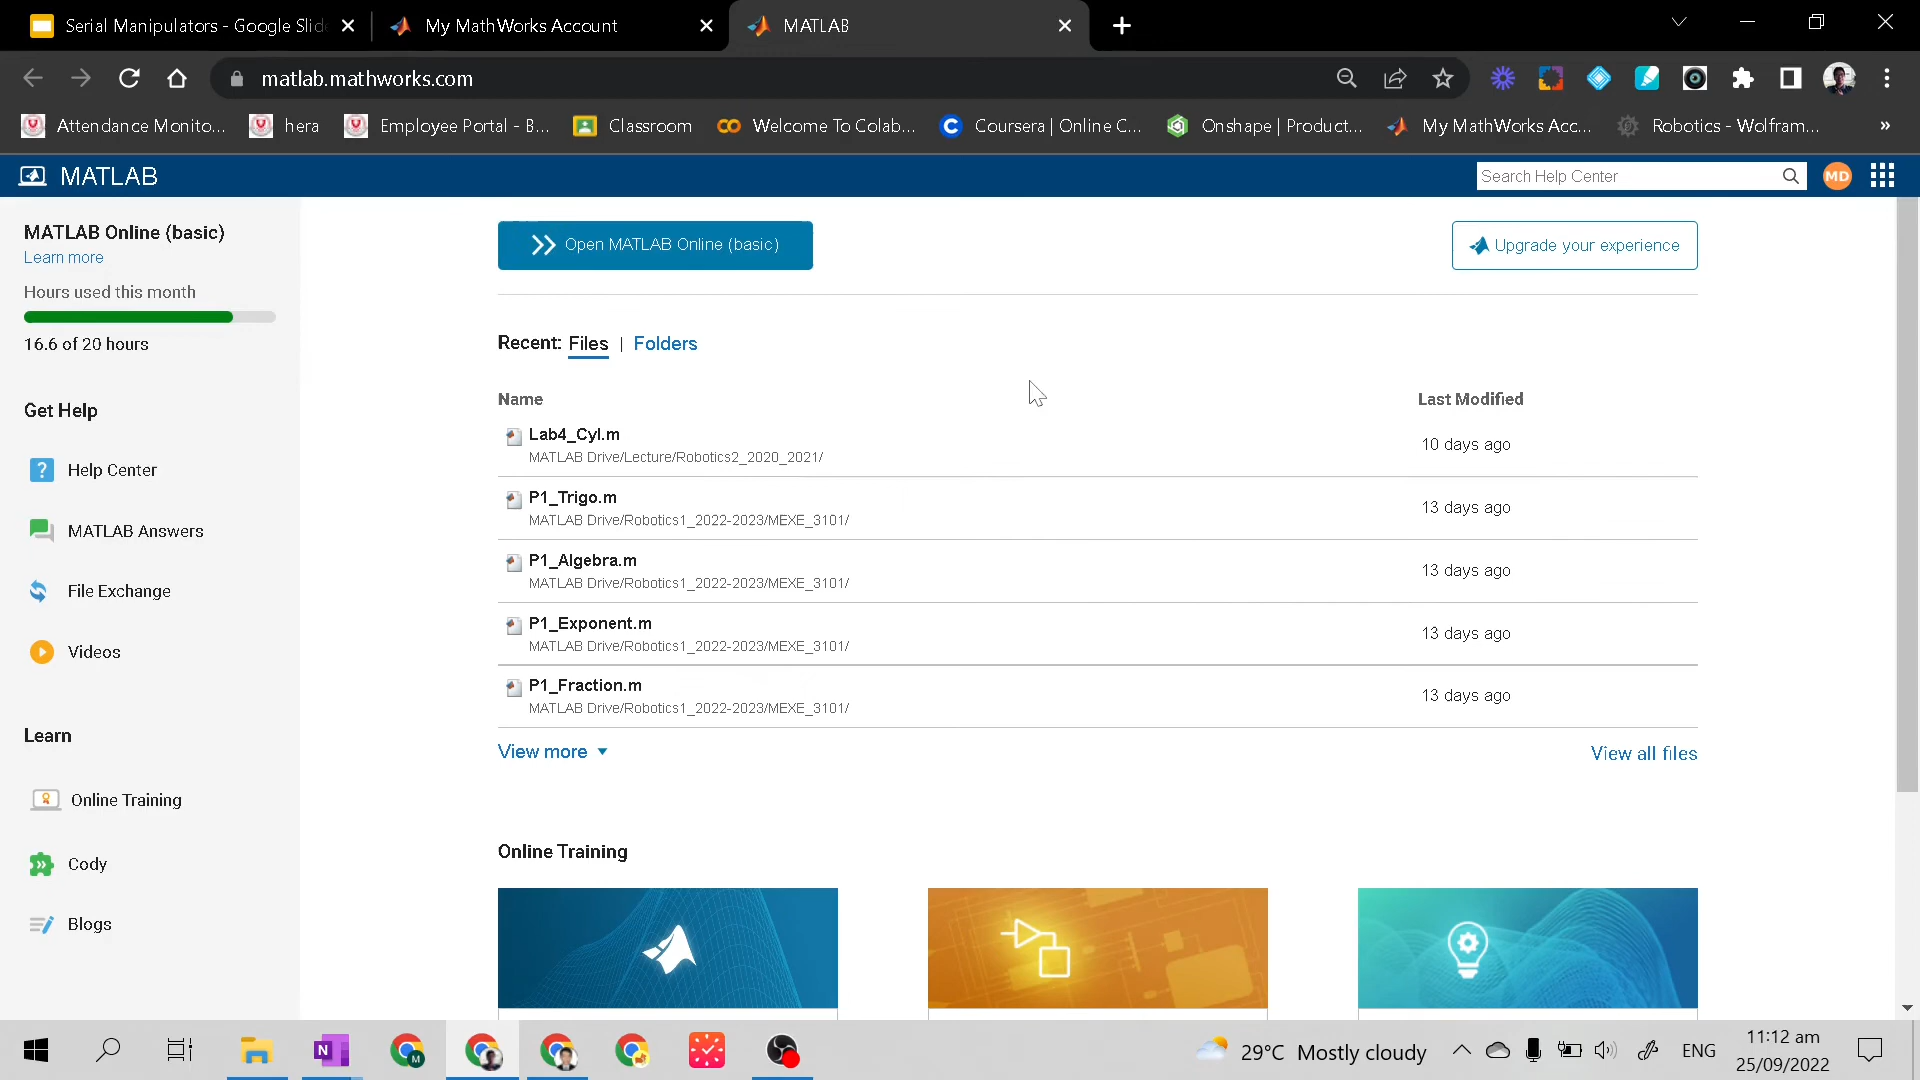 Serial Manipulators - Google Slide
My MathWorks Account
MATLAB
matlab.mathworks.com
Attendance Monito...
hera
Employee Portal - B...
Classroom
Welcome To Colab...
Coursera | Online C...
Onshape | Product...
My MathWorks Acc...
Robotics - Wolfram...
»
MATLAB
Search Help Center
MD
MATLAB Online (basic)
Learn more
Hours used this month
16.6 of 20 hours
Get Help
Help Center
MATLAB Answers
File Exchange
Videos
Learn
Online Training
Cody
Blogs
Open MATLAB Online (basic)
Upgrade your experience
Recent: Files | Folders
Name
Last Modified
Lab4_Cyl.m
MATLAB Drive/Lecture/Robotics2_2020_2021/
10 days ago
P1_Trigo.m
MATLAB Drive/Robotics1_2022-2023/MEXE_3101/
13 days ago
P1_Algebra.m
MATLAB Drive/Robotics1_2022-2023/MEXE_3101/
13 days ago
P1_Exponent.m
MATLAB Drive/Robotics1_2022-2023/MEXE_3101/
13 days ago
P1_Fraction.m
MATLAB Drive/Robotics1_2022-2023/MEXE_3101/
13 days ago
View more
View all files
Online Training
29°C Mostly cloudy
ENG
11:12 am
25/09/2022